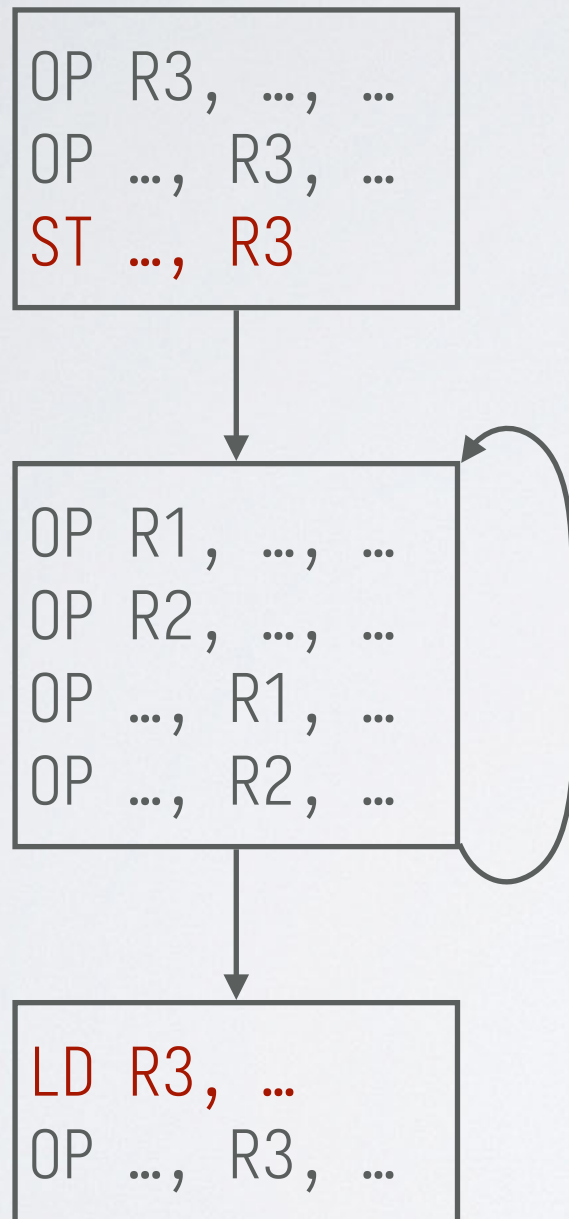 OP R3, …, …
OP …, R3, …
ST …, R3
OP R1, …, …
OP R2, …, …
OP …, R1, …
OP …, R2, …
LD R3, …
OP …, R3, …